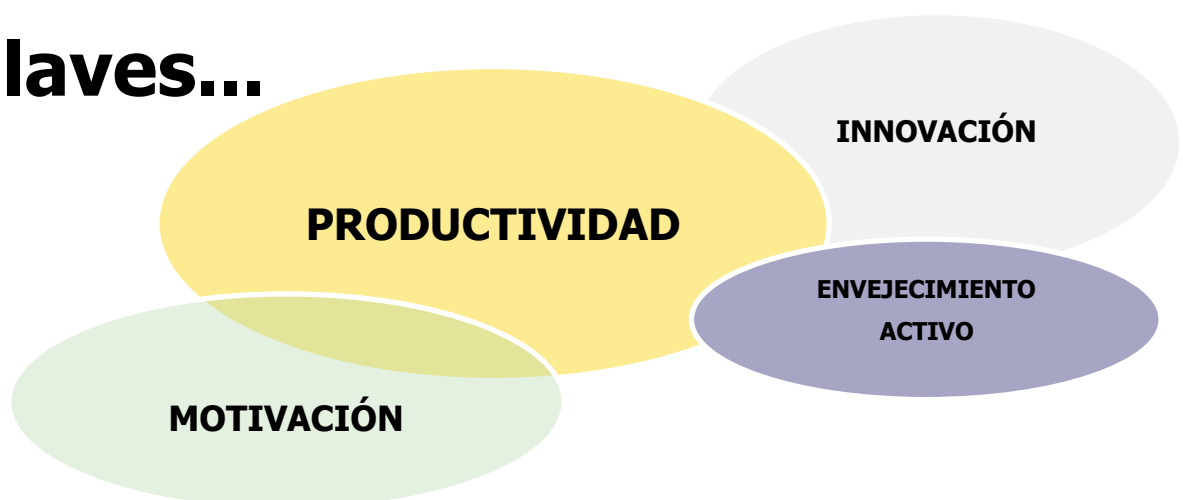 laves...
INNOVACIÓN
PRODUCTIVIDAD
ENVEJECIMIENTO
ACTIVO
MOTIVACIÓN